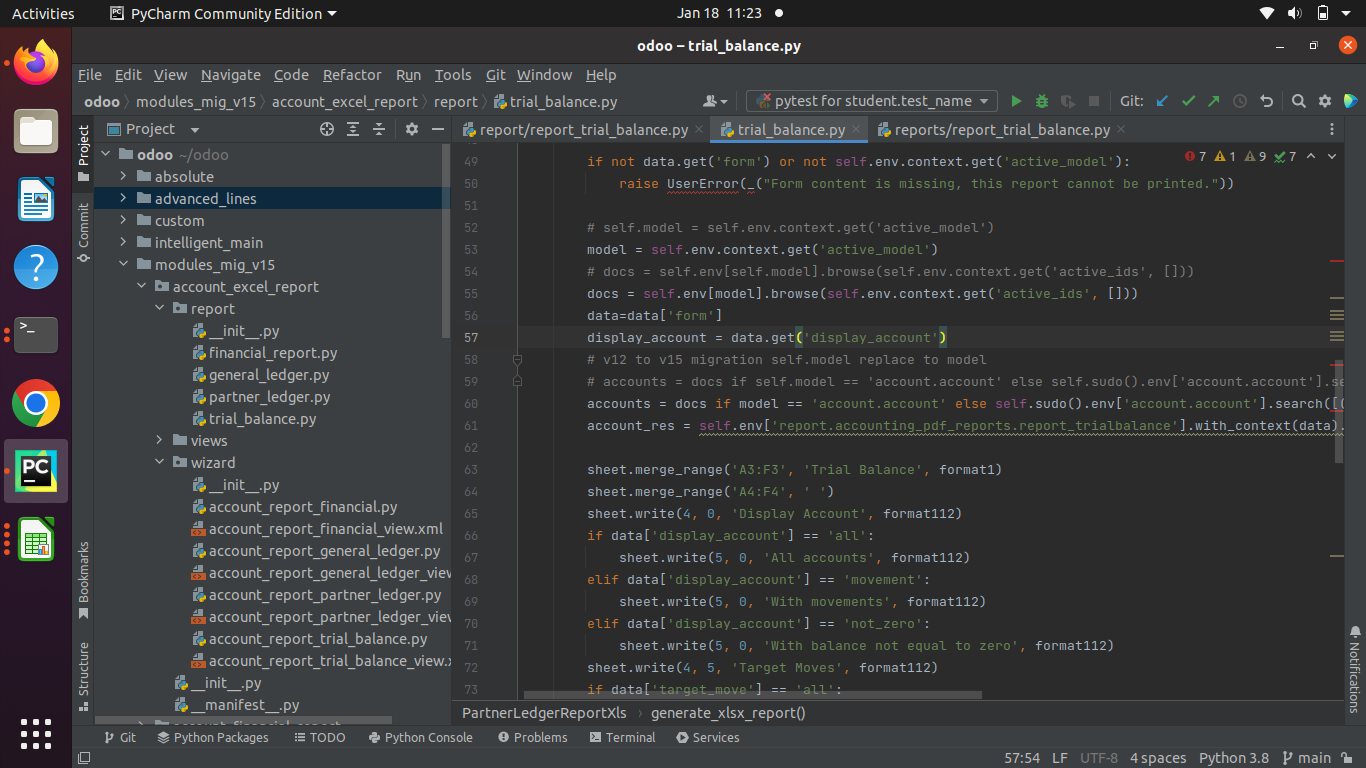 Activities PyCharm Community Edition Jan 18 11:23
odoo – trial_balance.py
File Edit View Navigate Code Refactor Run Tools Git Window Help
odoo modules_mig_v15 account_excel_report report trial_balance.py pytest for student.test_name Git:
Project
report/report_trial_balance.py trial_balance.py reports/report_trial_balance.py
Project
Commit
Bookmarks
Structure
odoo ~/odoo
absolute
advanced_lines
custom
intelligent_main
modules_mig_v15
account_excel_report
report
__init__.py
financial_report.py
general_ledger.py
partner_ledger.py
trial_balance.py
views
wizard
__init__.py
account_report_financial.py
account_report_financial_view.xml
account_report_general_ledger.py
account_report_general_ledger_view
account_report_partner_ledger.py
account_report_partner_ledger_view
account_report_trial_balance.py
account_report_trial_balance_view.x
__init__.py
__manifest__.py
7 1 9 7
49 if not data.get('form') or not self.env.context.get('active_model'):
50 raise UserError(_("Form content is missing, this report cannot be printed."))
51
52 # self.model = self.env.context.get('active_model')
53 model = self.env.context.get('active_model')
54 # docs = self.env[self.model].browse(self.env.context.get('active_ids', []))
55 docs = self.env[model].browse(self.env.context.get('active_ids', []))
56 data=data['form']
57 display_account = data.get('display_account')
58 # v12 to v15 migration self.model replace to model
59 # accounts = docs if self.model == 'account.account' else self.sudo().env['account.account'].se
60 accounts = docs if model == 'account.account' else self.sudo().env['account.account'].search([(
61 account_res = self.env['report.accounting_pdf_reports.report_trialbalance'].with_context(data).
62
63 sheet.merge_range('A3:F3', 'Trial Balance', format1)
64 sheet.merge_range('A4:F4', ' ')
65 sheet.write(4, 0, 'Display Account', format112)
66 if data['display_account'] == 'all':
67 sheet.write(5, 0, 'All accounts', format112)
68 elif data['display_account'] == 'movement':
69 sheet.write(5, 0, 'With movements', format112)
70 elif data['display_account'] == 'not_zero':
71 sheet.write(5, 0, 'With balance not equal to zero', format112)
72 sheet.write(4, 5, 'Target Moves', format112)
73 if data['target_move'] == 'all':
Notifications
PartnerLedgerReportXls generate_xlsx_report()
Git Python Packages TODO Python Console Problems Terminal Services
57:54 LF UTF-8 4 spaces Python 3.8 main